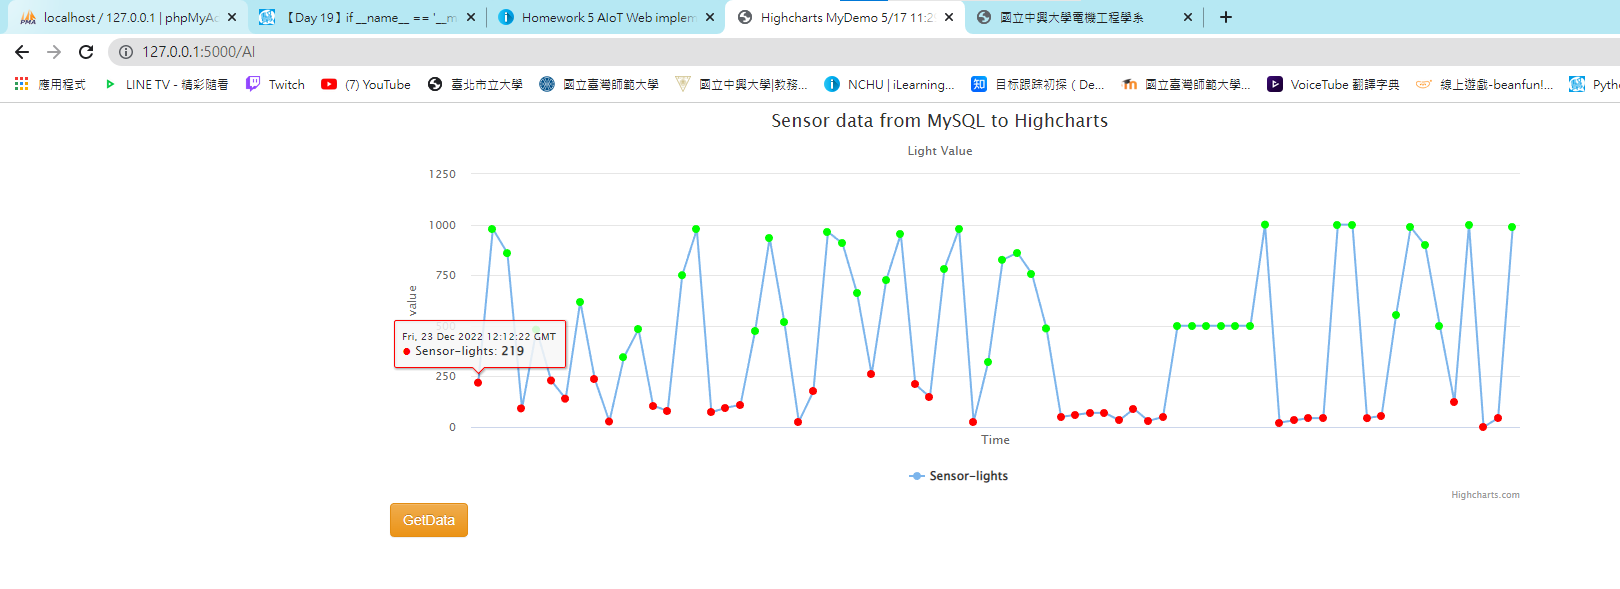 localhost / 127.0.0.1 | phpMyAc
【Day 19】if __name__ == '__m
Homework 5 AIoT Web implem
Highcharts MyDemo 5/17 11:2
國立中興大學電機工程學系
127.0.0.1:5000/AI
應用程式
LINE TV - 精彩隨看
Twitch
(7) YouTube
臺北市立大學
國立臺灣師範大學
國立中興大學|教務...
NCHU | iLearning...
知
目标跟踪初探（De...
國立臺灣師範大學...
VoiceTube 翻譯字典
線上遊戲-beanfun!...
Pyth
Sensor data from MySQL to Highcharts
Light Value
1250
1000
750
500
250
0
value
Fri, 23 Dec 2022 12:12:22 GMT
Sensor-lights: 219
Time
Sensor-lights
Highcharts.com
GetData